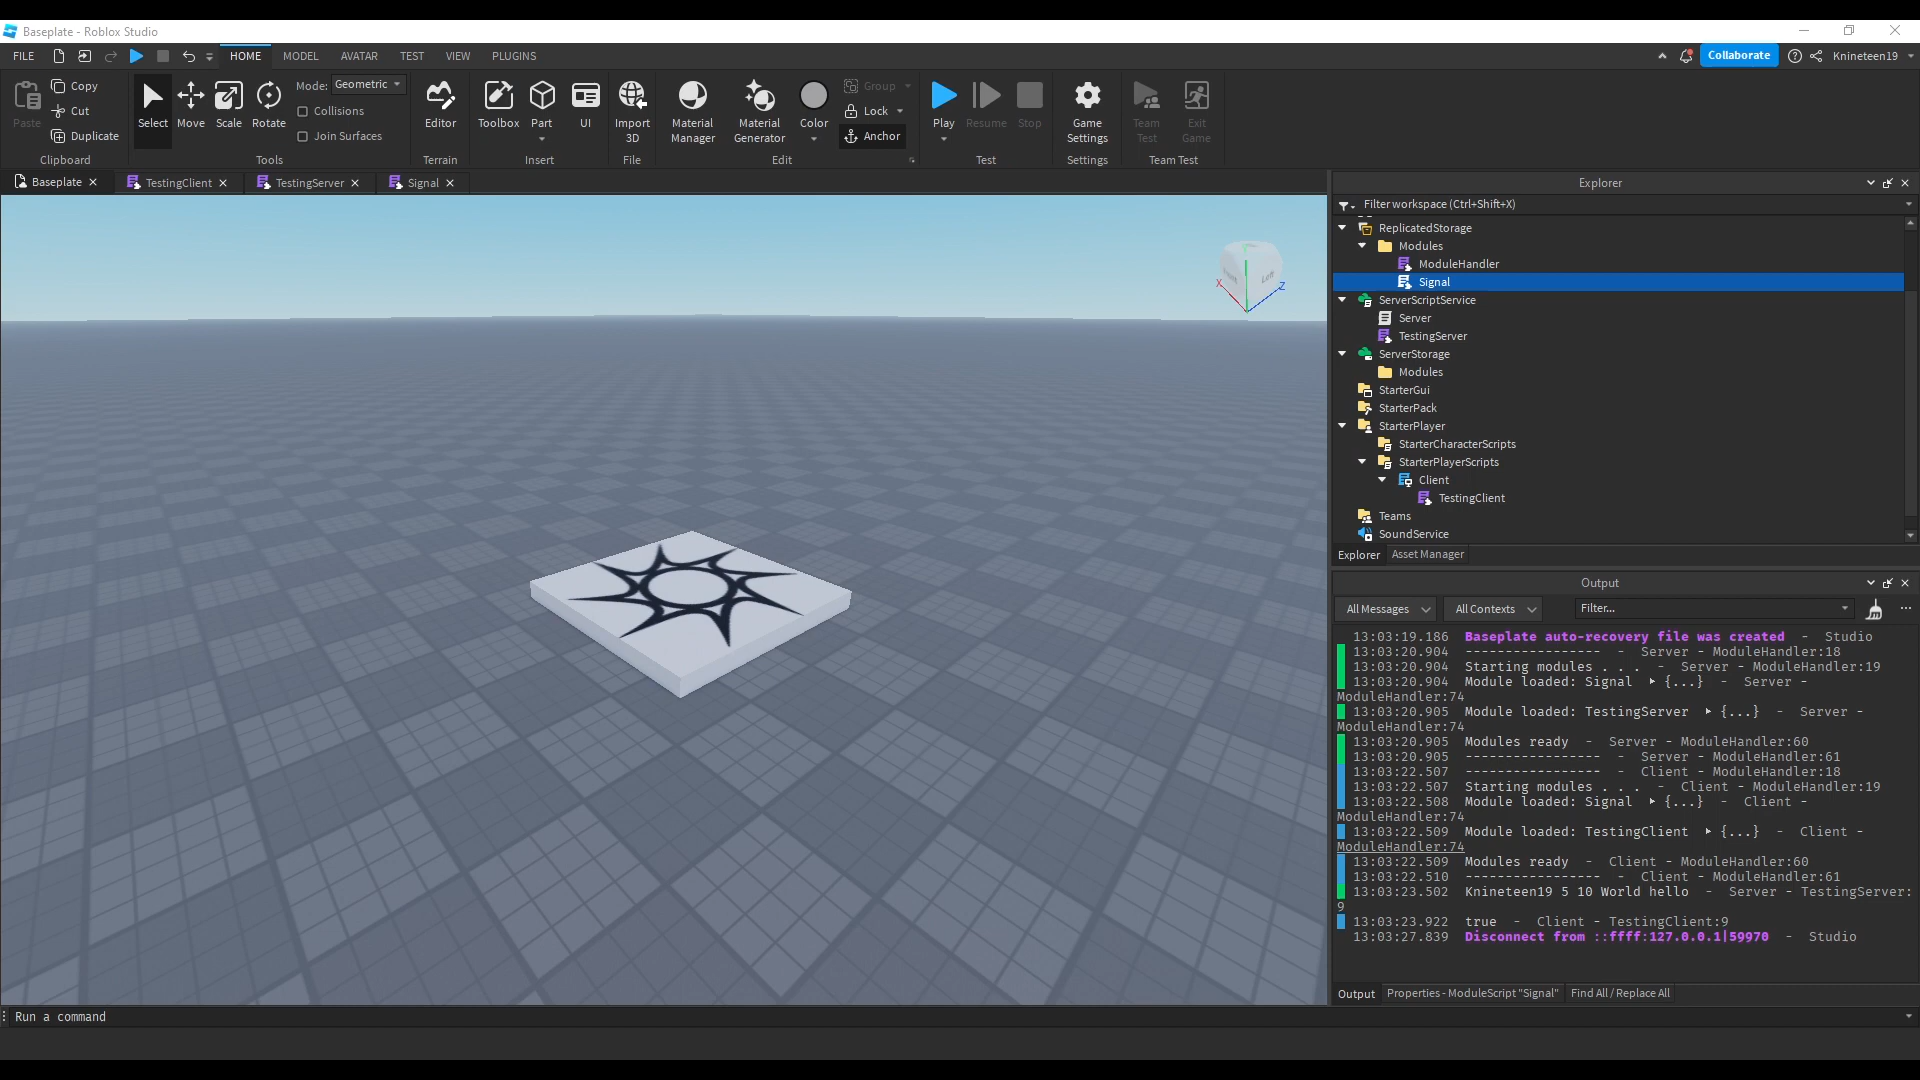 Baseplate - Roblox Studio
FILE HOME MODEL AVATAR TEST VIEW PLUGINS Collaborate Knineteen19
Paste Copy Cut Duplicate Clipboard
Select Move Scale Rotate Mode: Geometric Collisions Join Surfaces Tools
Editor Terrain
Toolbox Part UI Insert
Import 3D File
Material Manager Material Generator Color Group Lock Anchor Edit
Play Resume Stop Test
Game Settings Settings
Team Test Exit Game Team Test
Baseplate TestingClient TestingServer Signal
X Z Left
Explorer
Filter workspace (Ctrl+Shift+X)
ReplicatedStorage
Modules
ModuleHandler
Signal
ServerScriptService
Server
TestingServer
ServerStorage
Modules
StarterGui
StarterPack
StarterPlayer
StarterCharacterScripts
StarterPlayerScripts
Client
TestingClient
Teams
SoundService
Explorer Asset Manager
Output
All Messages All Contexts Filter...
13:03:19.186 Baseplate auto-recovery file was created - Studio
13:03:20.904 ----------------- - Server - ModuleHandler:18
13:03:20.904 Starting modules . . . - Server - ModuleHandler:19
13:03:20.904 Module loaded: Signal ▶ {...} - Server -
ModuleHandler:74
13:03:20.905 Module loaded: TestingServer ▶ {...} - Server -
ModuleHandler:74
13:03:20.905 Modules ready - Server - ModuleHandler:60
13:03:20.905 ----------------- - Server - ModuleHandler:61
13:03:22.507 ----------------- - Client - ModuleHandler:18
13:03:22.507 Starting modules . . . - Client - ModuleHandler:19
13:03:22.508 Module loaded: Signal ▶ {...} - Client -
ModuleHandler:74
13:03:22.509 Module loaded: TestingClient ▶ {...} - Client -
ModuleHandler:74
13:03:22.509 Modules ready - Client - ModuleHandler:60
13:03:22.510 ----------------- - Client - ModuleHandler:61
13:03:23.502 Knineteen19 5 10 World hello - Server - TestingServer:
9
13:03:23.922 true - Client - TestingClient:9
13:03:27.839 Disconnect from ::ffff:127.0.0.1|59970 - Studio
Output Properties - ModuleScript "Signal" Find All / Replace All
Run a command